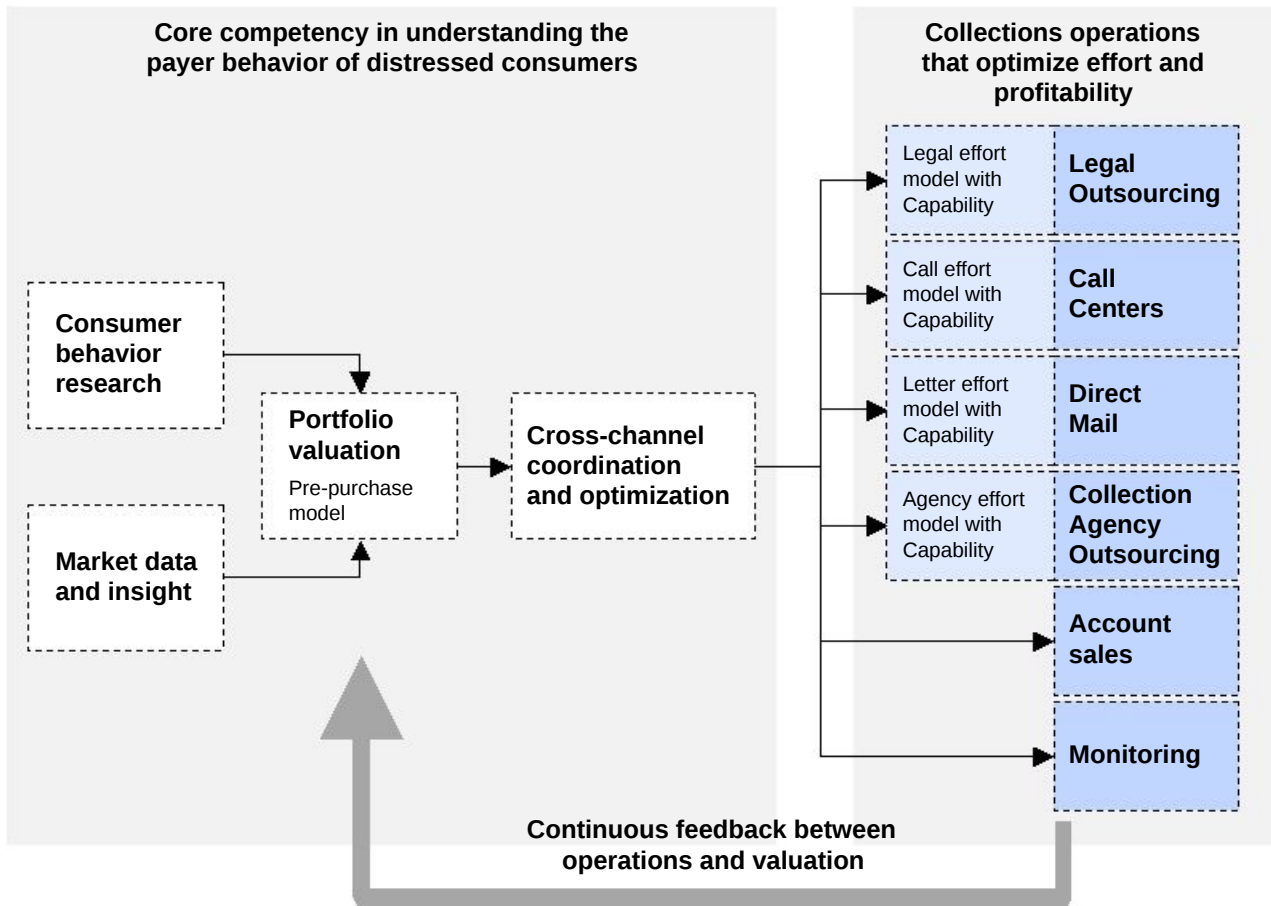 Core competency in understanding the
payer behavior of distressed consumers
Collections operations
that optimize effort and
profitability
Consumer
behavior
research
Market data
and insight
Portfolio
valuation
Pre-purchase
model
Cross-channel
coordination
and optimization
Legal effort
model with
Capability
Legal
Outsourcing
Call effort
model with
Capability
Call
Centers
Letter effort
model with
Capability
Direct
Mail
Agency effort
model with
Capability
Collection
Agency
Outsourcing
Account
sales
Monitoring
Continuous feedback between
operations and valuation